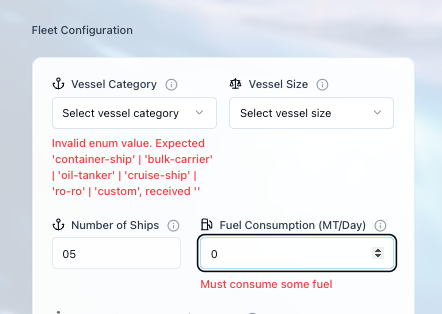 Fleet Configuration
Vessel Category
Vessel Size
Select vessel category
Select vessel size
Invalid enum value. Expected
'container-ship' | 'bulk-carrier'
| 'oil-tanker' | 'cruise-ship' |
'ro-ro' | 'custom', received ''
Number of Ships
Fuel Consumption (MT/Day)
05
0
Must consume some fuel